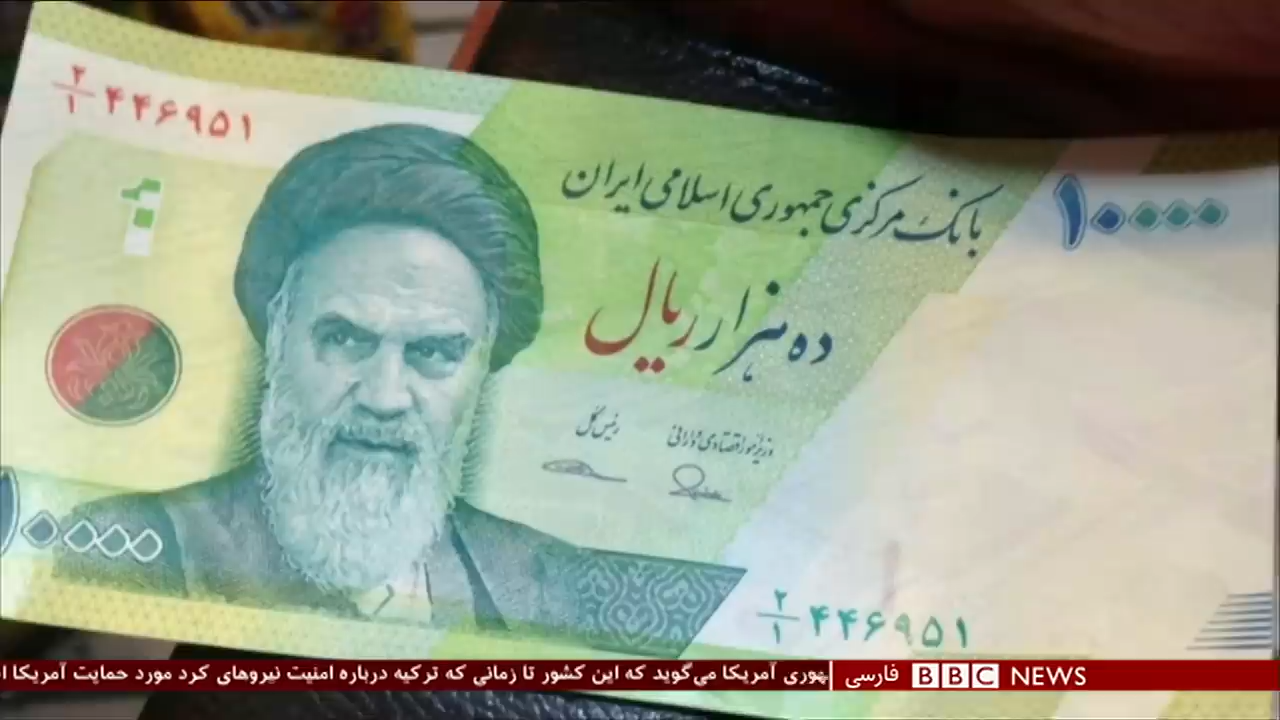 ۲/۱ ۴۴۶۹۵۱
بانک مرکزی جمهوری اسلامی ایران
۱۰۰۰۰
ده هزار ریال
رئیس کل
وزیر امور اقتصادی و دارائی
۱۰۰۰۰
۲/۱ ۴۴۶۹۵۱
پهوری آمریکا می‌گوید که این کشور تا زمانی که ترکیه درباره امنیت نیروهای کرد مورد حمایت آمریکا
فارسی BBC NEWS